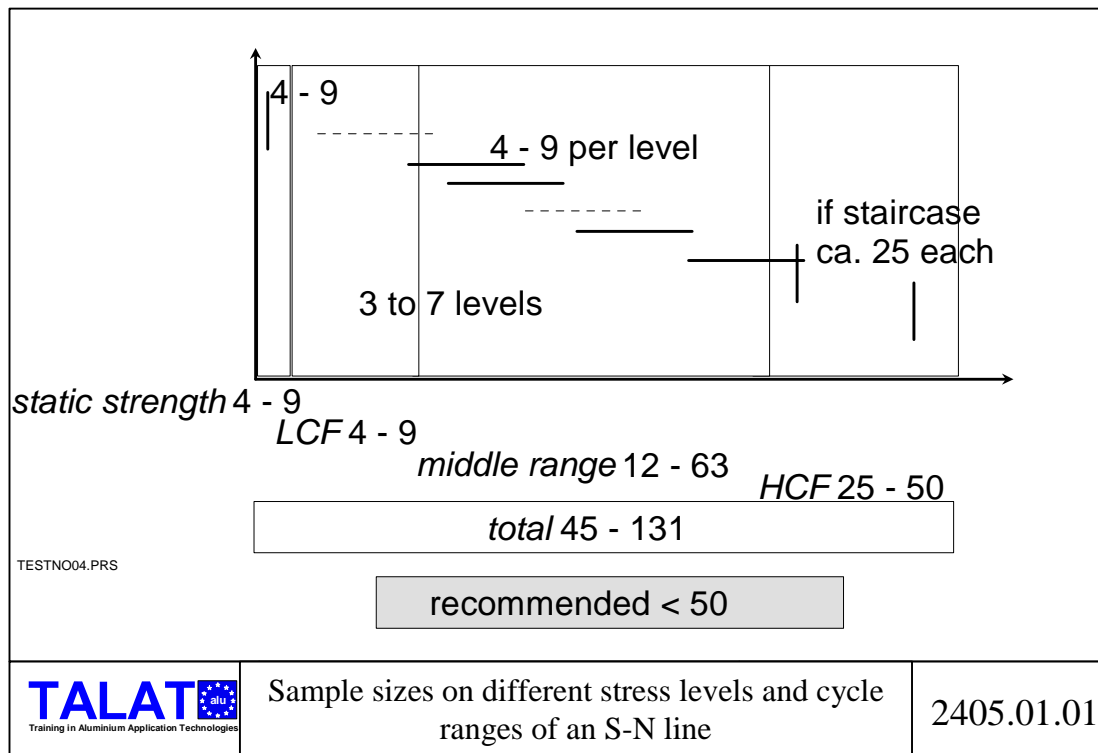 4 - 9
4 - 9 per level
if staircase
ca. 25 each
3 to 7 levels
static strength 4 - 9
LCF 4 - 9
middle range 12 - 63
HCF 25 - 50
total 45 - 131
TESTNO04.PRS
recommended < 50
TALAT alu
Training in Aluminium Application Technologies
Sample sizes on different stress levels and cycle
ranges of an S-N line
2405.01.01